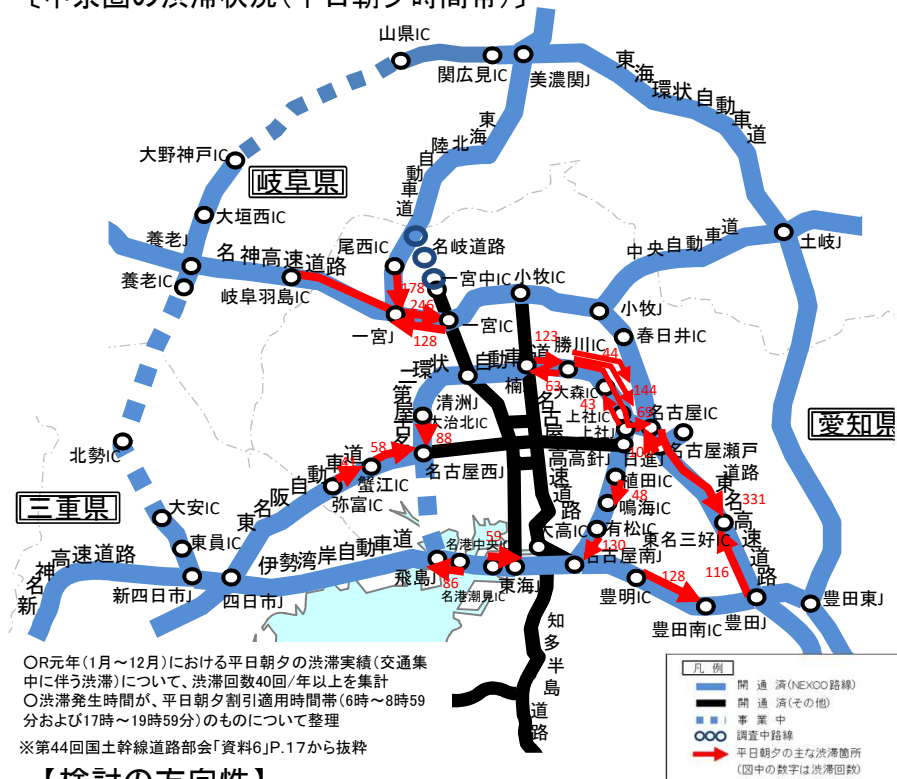 〔中京圏の渋滞状況(平日朝夕時間帯)〕
山県IC
関広見IC
美濃関J
東海環状自動車道
大野神戸IC
岐阜県
東海北陸自動車道
大垣西IC
養老J
尾西IC
名岐道路
中央自動車道
土岐J
養老IC
名神高速道路
岐阜羽島IC
一宮中IC
小牧IC
178
246
小牧J
一宮J
128
一宮IC
春日井IC
123
勝川IC
44
楠J
63
大森IC
144
名古屋第二環状自動車道
清洲J
大治北IC
43
上社IC
69
名古屋IC
上社J
愛知県
北勢IC
58
88
名古屋西J
高針J
日進J
名古屋瀬戸道路
三重県
大安IC
東名阪自動車道
弥富IC
蟹江IC
名古屋高速道路
植田IC
48
鳴海IC
331
東名高速道路
東員IC
有松IC
東名三好IC
新名神高速道路
伊勢湾岸自動車道
名港中央IC
59
大高IC
130
名古屋南J
116
新四日市J
四日市J
飛島J
86
名港潮見IC
東海J
豊明IC
128
豊田南IC
豊田J
豊田東J
知多半島道路
○R元年(1月～12月)における平日朝夕の渋滞実績(交通集
中に伴う渋滞)について、渋滞回数40回/年以上を集計
○渋滞発生時間が、平日朝夕割引適用時間帯(6時～8時59
分および17時～19時59分)のものについて整理
※第44回国土幹線道路部会「資料6」P.17から抜粋
凡例
開通済(NEXCO路線)
開通済(その他)
事業中
調査中路線
平日朝夕の主な渋滞箇所
(図中の数字は渋滞回数)
【検討の方向性】